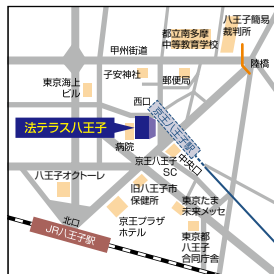 八王子簡易
裁判所
都立南多摩
中等教育学校
甲州街道
陸橋
子安神社
郵便局
東京海上
ビル
西口
京王八王子駅
法テラス八王子
病院
中央口
京王八王子
SC
八王子オクトーレ
旧八王子市
保健所
東京たま
未来メッセ
北口
京王プラザ
ホテル
東京都
八王子
合同庁舎
JR八王子駅